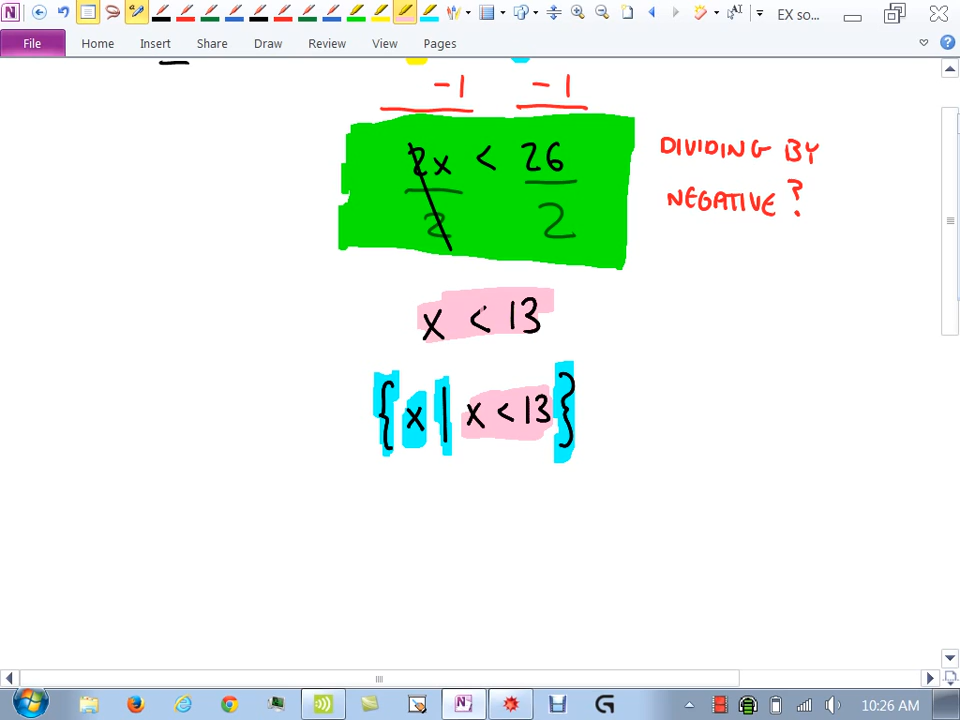 EX so...
File Home Insert Share Draw Review View Pages
-1 -1
2x < 26
2 2
DIVIDING BY
NEGATIVE ?
x < 13
{x | x < 13}
10:26 AM